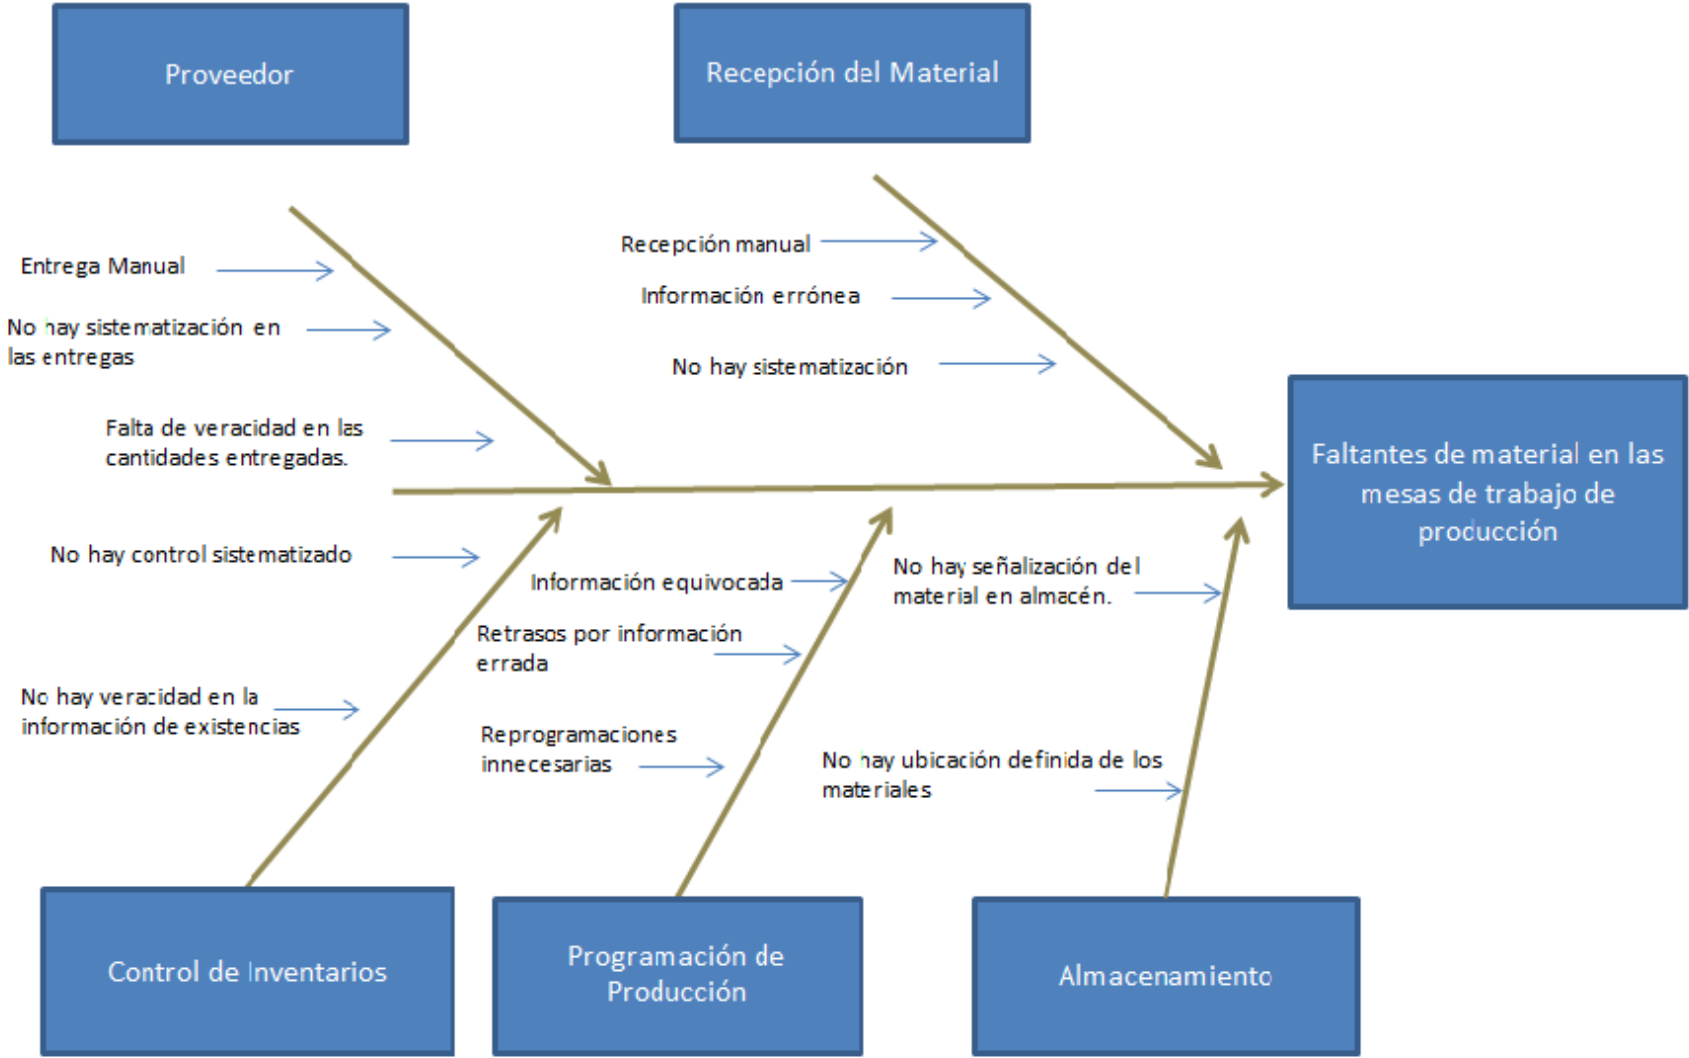 Proveedor
Recepción del Material
Entrega Manual
No hay sistematización en
las entregas
Falta de veracidad en las
cantidades entregadas.
Recepción manual
Información errónea
No hay sistematización
Faltantes de material en las
mesas de trabajo de
producción
No hay control sistematizado
No hay veracidad en la
información de existencias
Información equivocada
Retrasos por información
errada
Reprogramaciones
innecesarias
No hay señalización del
material en almacén.
No hay ubicación definida de los
materiales
Control de Inventarios
Programación de
Producción
Almacenamiento